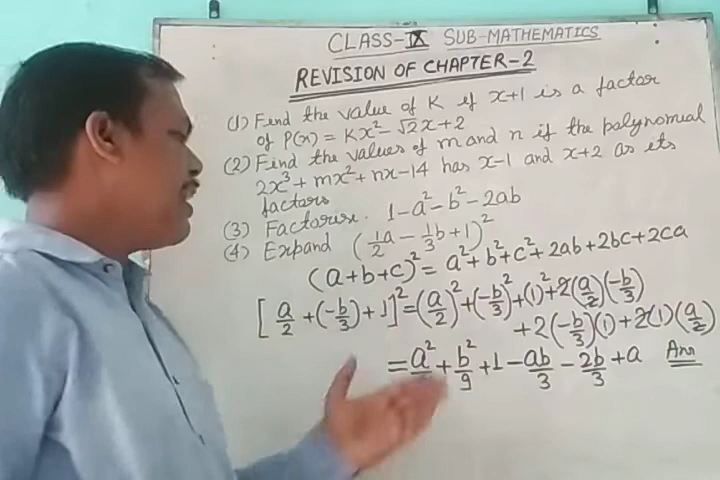 CLASS-IX SUB-MATHEMATICS
REVISION OF CHAPTER-2
(1) Find the value of K if x+1 is a factor
of P(x) = Kx² - √2x+2
(2) Find the values of m and n if the palynomial
2x³ + mx² + nx - 14 has x-1 and x+2 as its
factors
(3) Factorise. 1-a²-b²-2ab
(4) Expand (1/2a - 1/3b+1)²
(a+b+c)² = a²+b²+c²+2ab+2bc+2ca
[a/2 + (-b/3) + 1]² = (a/2)² + (-b/3)² + (1)² + 2(a/2)(-b/3)
+ 2(-b/3)(1) + 2(1)(a/2)
= a² + b²/9 + 1 - ab/3 - 2b/3 + a Ans